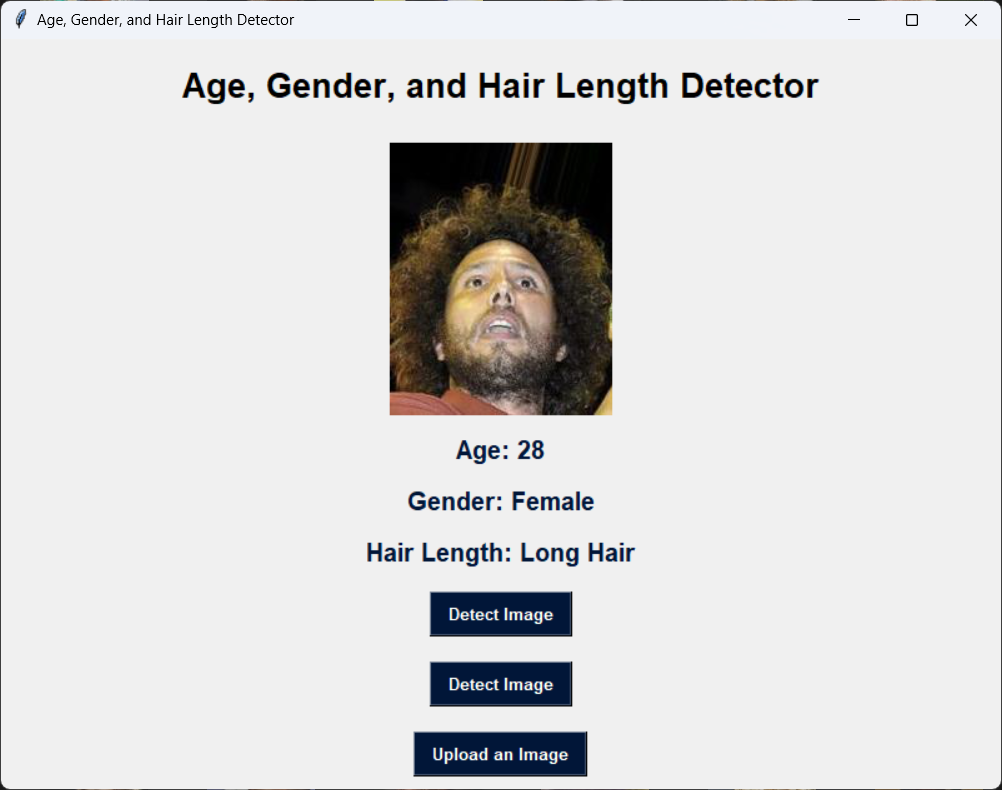 Age, Gender, and Hair Length Detector
Age, Gender, and Hair Length Detector
Age: 28
Gender: Female
Hair Length: Long Hair
Detect Image
Detect Image
Upload an Image